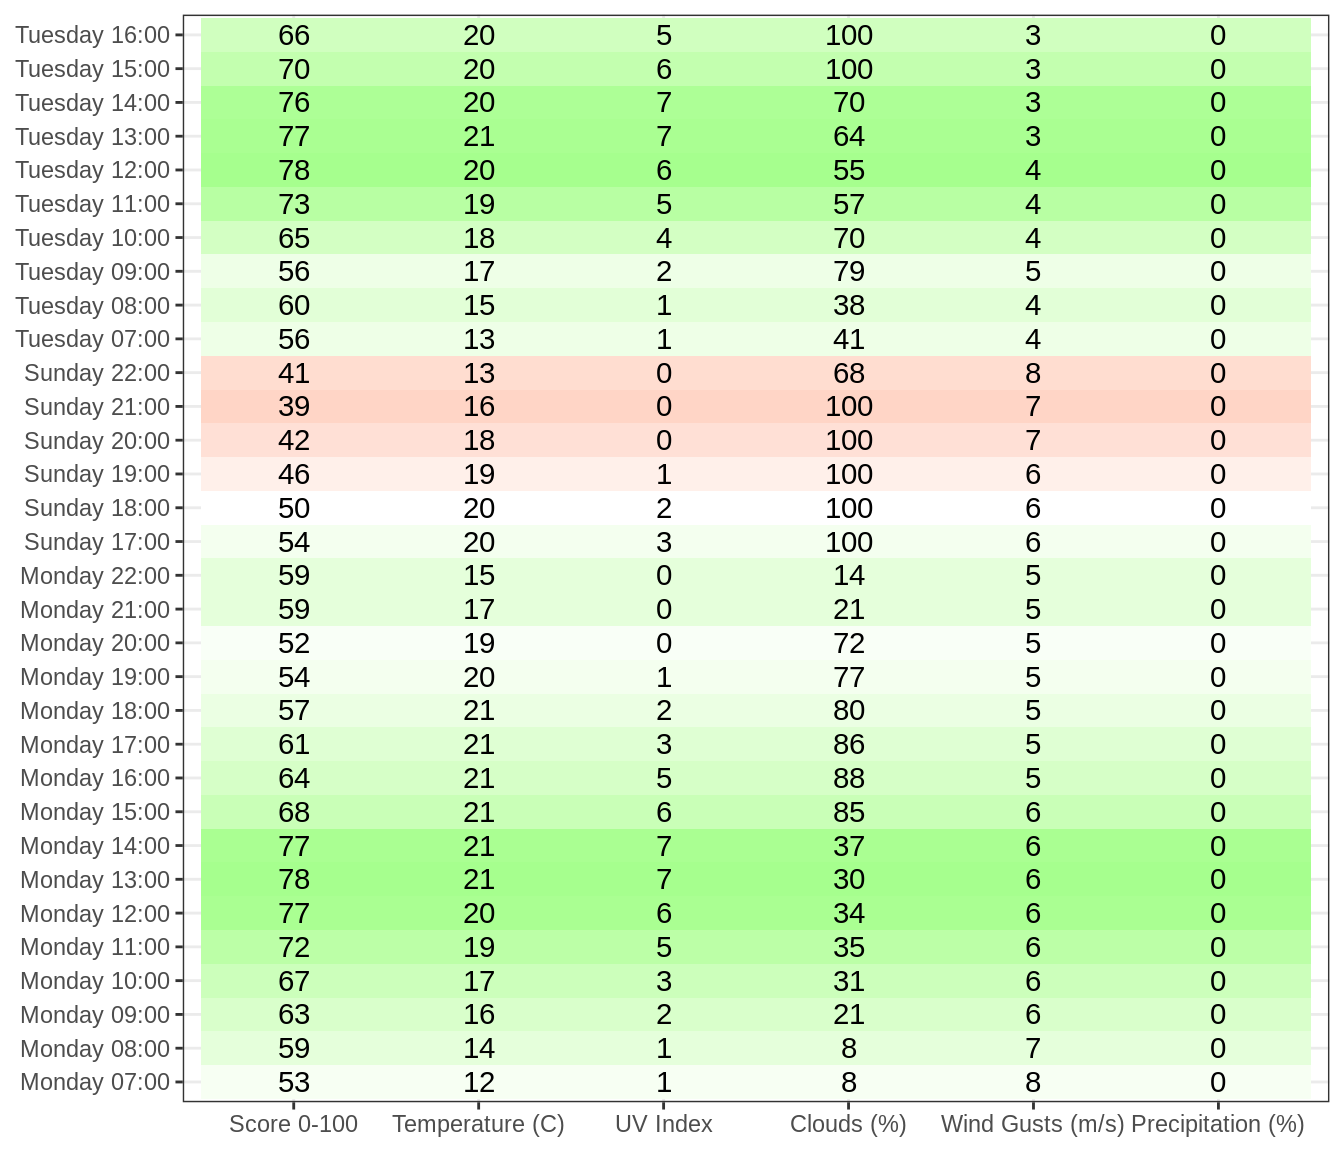 Tuesday 16:00 66 20 5 100 3 0
Tuesday 15:00 70 20 6 100 3 0
Tuesday 14:00 76 20 7 70 3 0
Tuesday 13:00 77 21 7 64 3 0
Tuesday 12:00 78 20 6 55 4 0
Tuesday 11:00 73 19 5 57 4 0
Tuesday 10:00 65 18 4 70 4 0
Tuesday 09:00 56 17 2 79 5 0
Tuesday 08:00 60 15 1 38 4 0
Tuesday 07:00 56 13 1 41 4 0
Sunday 22:00 41 13 0 68 8 0
Sunday 21:00 39 16 0 100 7 0
Sunday 20:00 42 18 0 100 7 0
Sunday 19:00 46 19 1 100 6 0
Sunday 18:00 50 20 2 100 6 0
Sunday 17:00 54 20 3 100 6 0
Monday 22:00 59 15 0 14 5 0
Monday 21:00 59 17 0 21 5 0
Monday 20:00 52 19 0 72 5 0
Monday 19:00 54 20 1 77 5 0
Monday 18:00 57 21 2 80 5 0
Monday 17:00 61 21 3 86 5 0
Monday 16:00 64 21 5 88 5 0
Monday 15:00 68 21 6 85 6 0
Monday 14:00 77 21 7 37 6 0
Monday 13:00 78 21 7 30 6 0
Monday 12:00 77 20 6 34 6 0
Monday 11:00 72 19 5 35 6 0
Monday 10:00 67 17 3 31 6 0
Monday 09:00 63 16 2 21 6 0
Monday 08:00 59 14 1 8 7 0
Monday 07:00 53 12 1 8 8 0
Score 0-100 Temperature (C) UV Index Clouds (%) Wind Gusts (m/s) Precipitation (%)